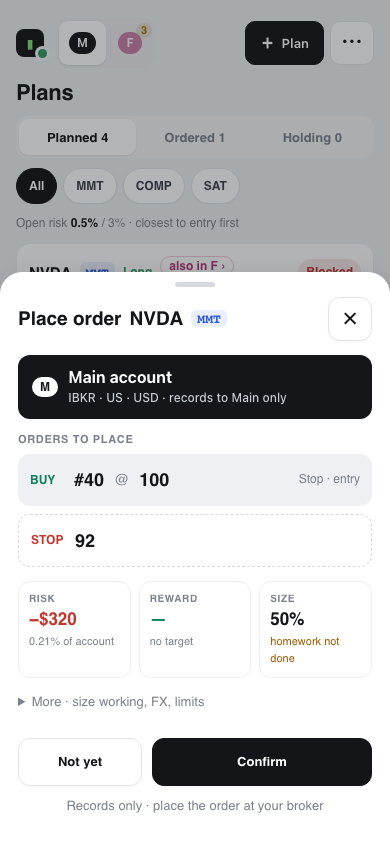 M F 3 + Plan ···
Plans
Planned 4 Ordered 1 Holding 0
All MMT COMP SAT
Open risk 0.5% / 3% · closest to entry first
NVDA MMT Long also in F › Blocked
Place order NVDA MMT ✕
M Main account
IBKR · US · USD · records to Main only
ORDERS TO PLACE
BUY #40 @ 100 Stop · entry
STOP 92
RISK REWARD SIZE
−$320 — 50%
0.21% of account no target homework not
done
▶ More · size working, FX, limits
Not yet Confirm
Records only · place the order at your broker